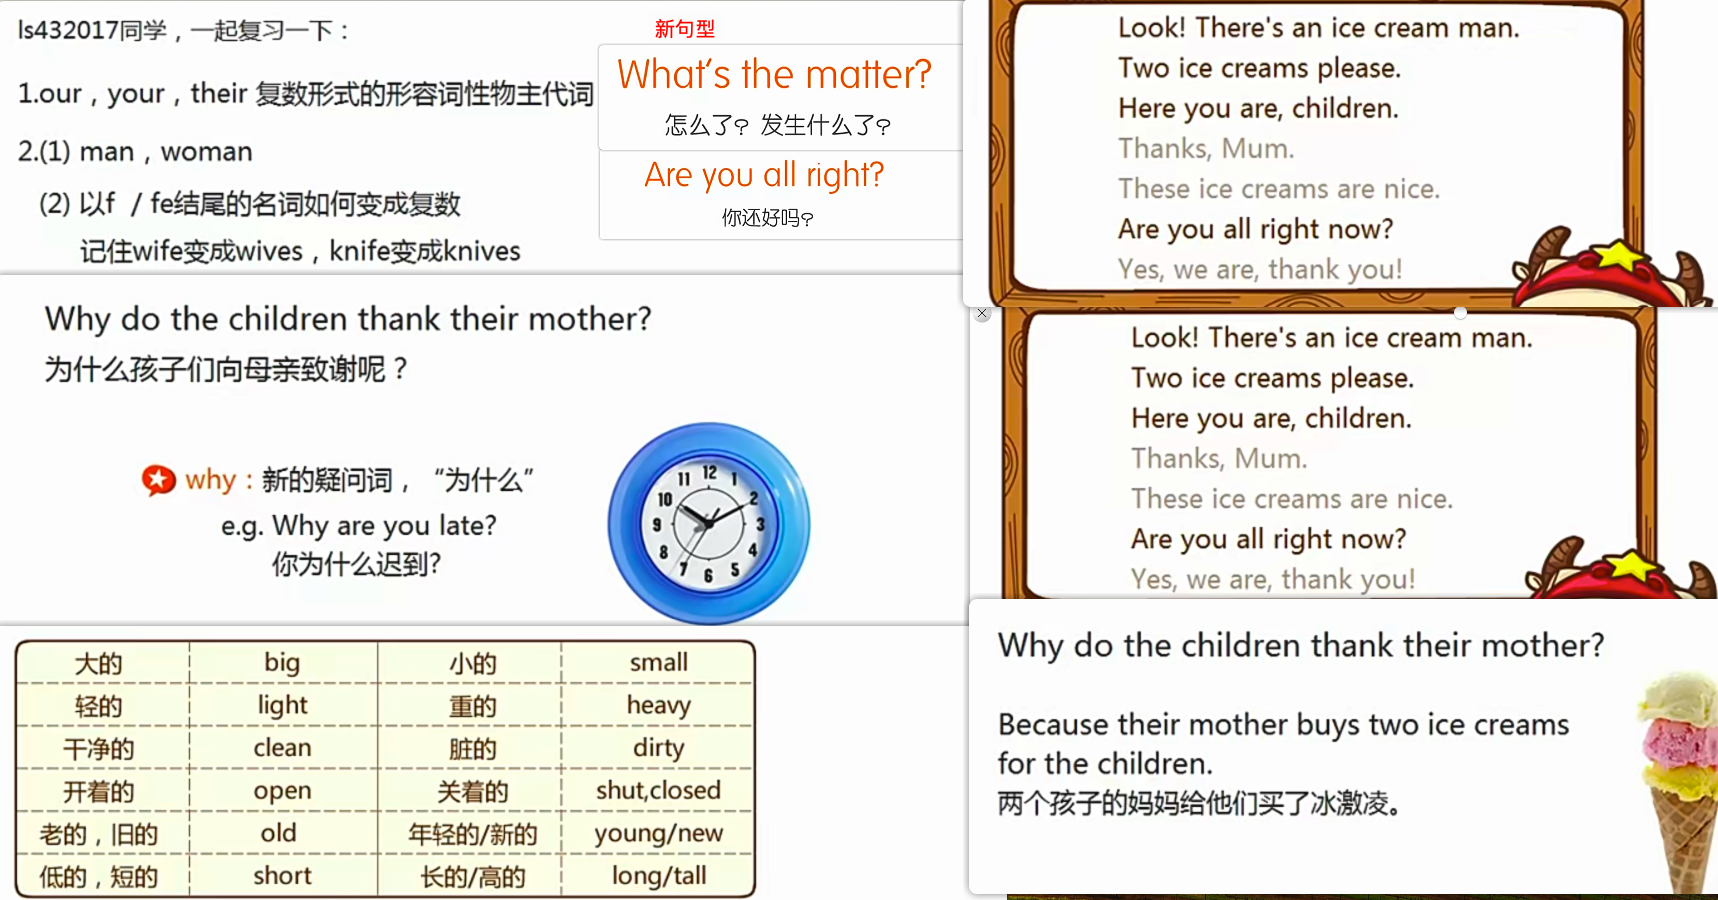 ls432017同学，一起复习一下：
1.our，your，their 复数形式的形容词性物主代词
2.(1) man，woman
(2) 以f / fe结尾的名词如何变成复数
记住wife变成wives，knife变成knives
新句型
What's the matter?
怎么了？发生什么了？
Are you all right?
你还好吗？
Look! There's an ice cream man.
Two ice creams please.
Here you are, children.
Thanks, Mum.
These ice creams are nice.
Are you all right now?
Yes, we are, thank you!
Why do the children thank their mother?
为什么孩子们向母亲致谢呢？
why：新的疑问词，“为什么”
e.g. Why are you late?
你为什么迟到?
12
1
2
3
4
5
6
7
8
9
10
11
Look! There's an ice cream man.
Two ice creams please.
Here you are, children.
Thanks, Mum.
These ice creams are nice.
Are you all right now?
Yes, we are, thank you!
大的 big 小的 small
轻的 light 重的 heavy
干净的 clean 脏的 dirty
开着的 open 关着的 shut,closed
老的，旧的 old 年轻的/新的 young/new
低的，短的 short 长的/高的 long/tall
Why do the children thank their mother?
Because their mother buys two ice creams
for the children.
两个孩子的妈妈给他们买了冰激凌。